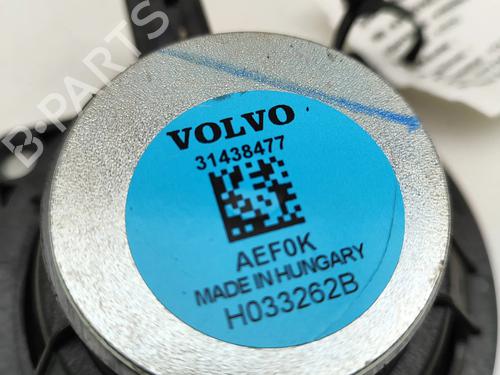 B-PARTS
VOLVO
31438477
AEF0K
MADE IN HUNGARY
H033262B